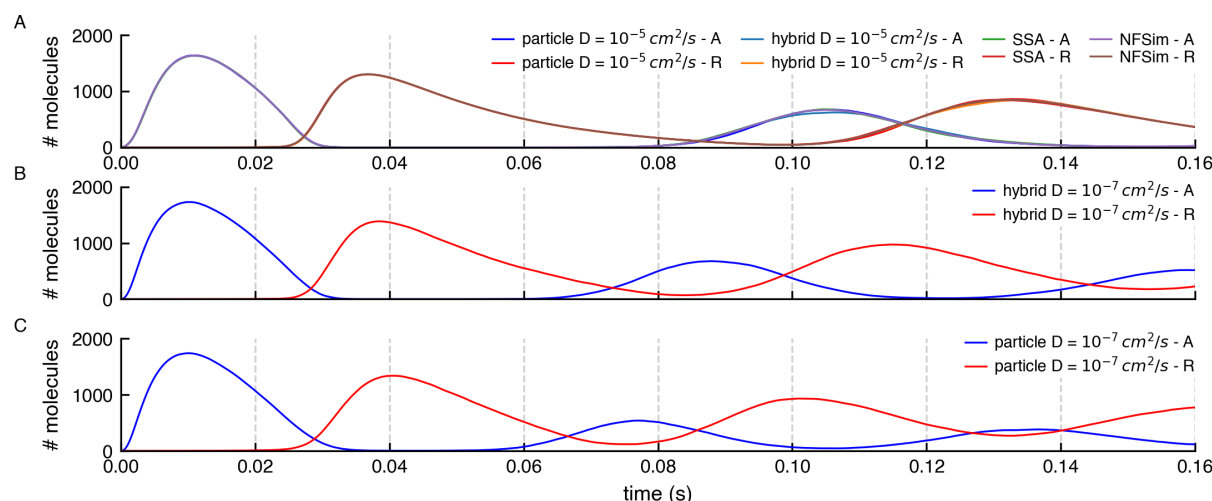 A
particle D = 10⁻⁵ cm²/s - A
particle D = 10⁻⁵ cm²/s - R
hybrid D = 10⁻⁵ cm²/s - A
hybrid D = 10⁻⁵ cm²/s - R
SSA - A
SSA - R
NFSim - A
NFSim - R
# molecules
2000
1000
0
0.00 0.02 0.04 0.06 0.08 0.10 0.12 0.14 0.16
B
hybrid D = 10⁻⁷ cm²/s - A
hybrid D = 10⁻⁷ cm²/s - R
# molecules
2000
1000
0
0.00 0.02 0.04 0.06 0.08 0.10 0.12 0.14 0.16
C
particle D = 10⁻⁷ cm²/s - A
particle D = 10⁻⁷ cm²/s - R
# molecules
2000
1000
0
0.00 0.02 0.04 0.06 0.08 0.10 0.12 0.14 0.16
time (s)